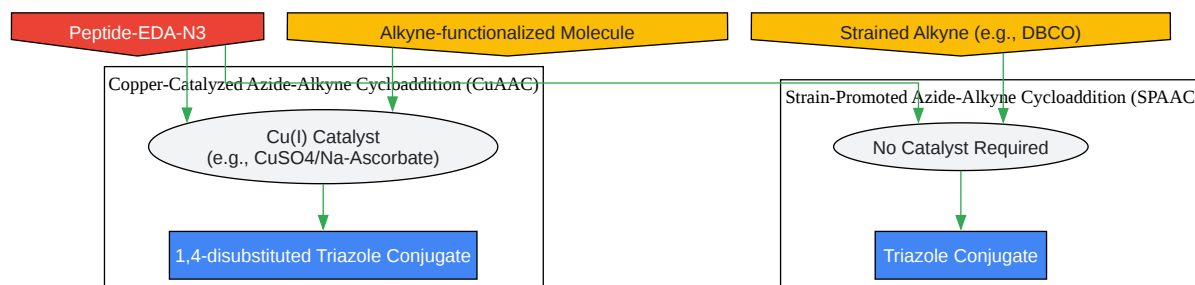 Peptide-EDA-N3
Alkyne-functionalized Molecule
Strained Alkyne (e.g., DBCO)
Copper-Catalyzed Azide-Alkyne Cycloaddition (CuAAC)
Strain-Promoted Azide-Alkyne Cycloaddition (SPAAC)
Cu(I) Catalyst
(e.g., CuSO4/Na-Ascorbate)
No Catalyst Required
1,4-disubstituted Triazole Conjugate
Triazole Conjugate